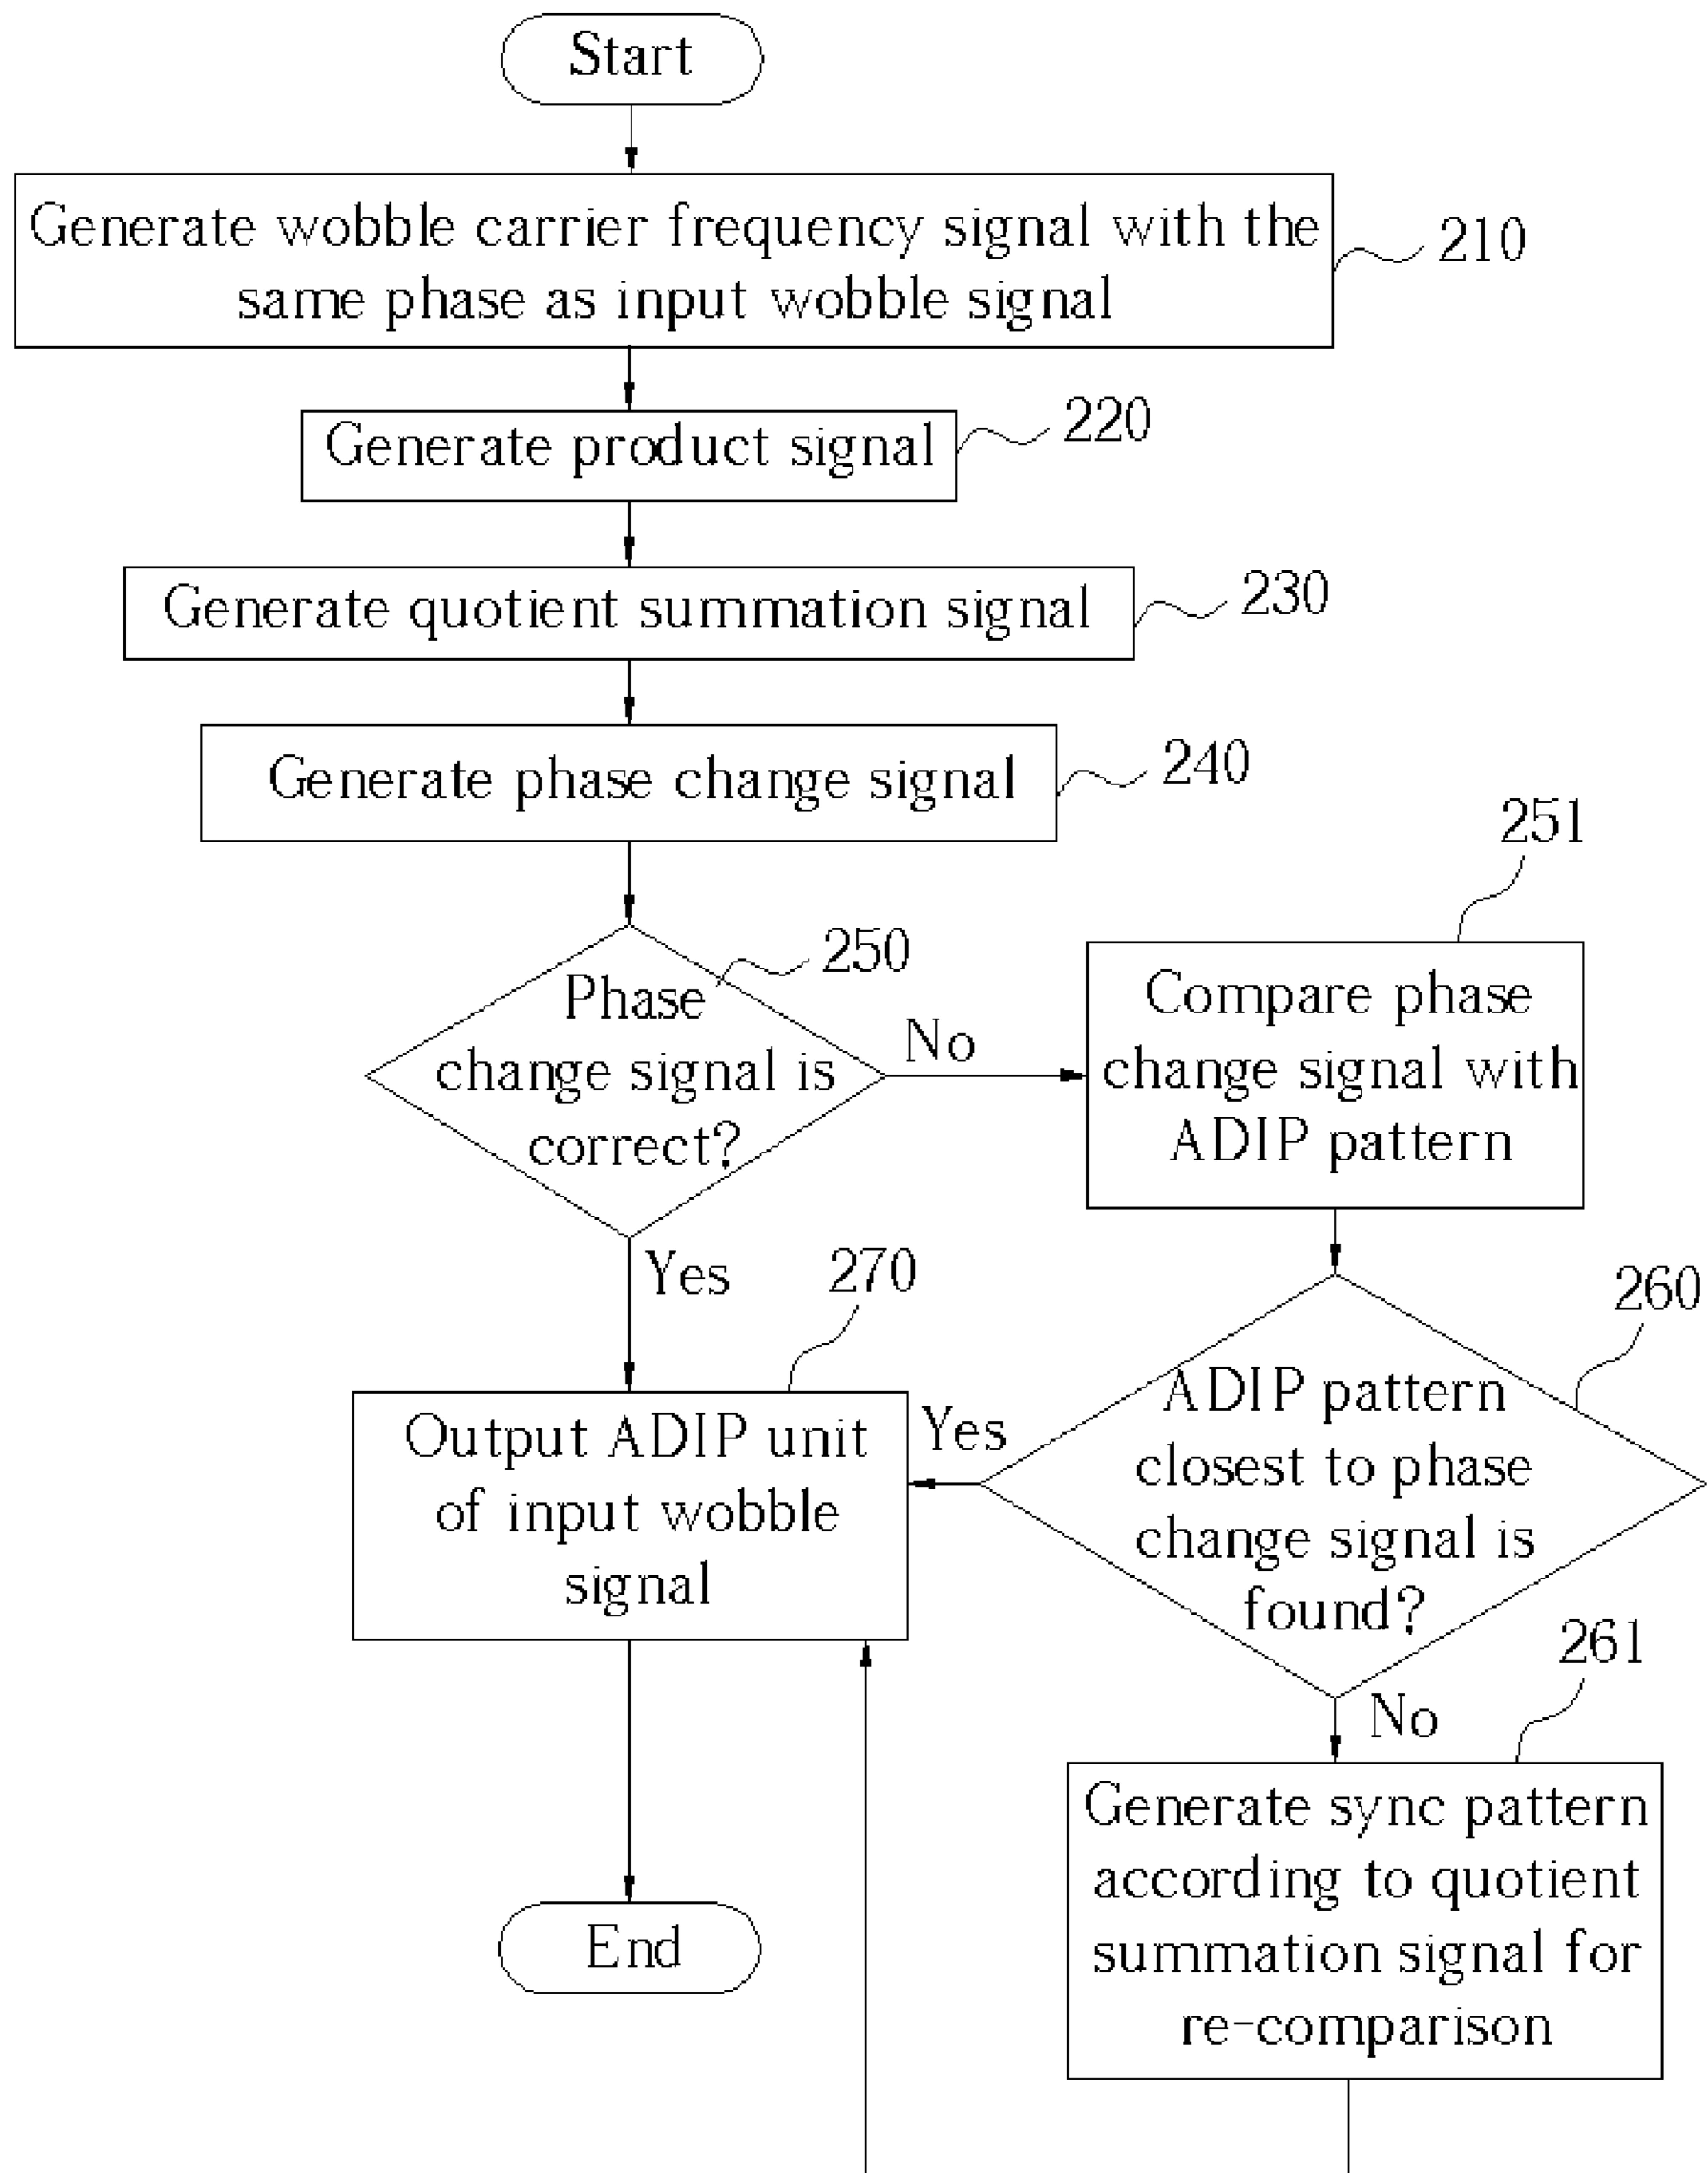 Start
Generate wobble carrier frequency signal with the
same phase as input wobble signal
210
Generate product signal
220
Generate quotient summation signal
230
Generate phase change signal
240
Phase
change signal is
correct?
250
No
Yes
251
Compare phase
change signal with
ADIP pattern
260
ADIP pattern
closest to phase
change signal is
found?
Yes
No
270
Output ADIP unit
of input wobble
signal
261
Generate sync pattern
according to quotient
summation signal for
re-comparison
End